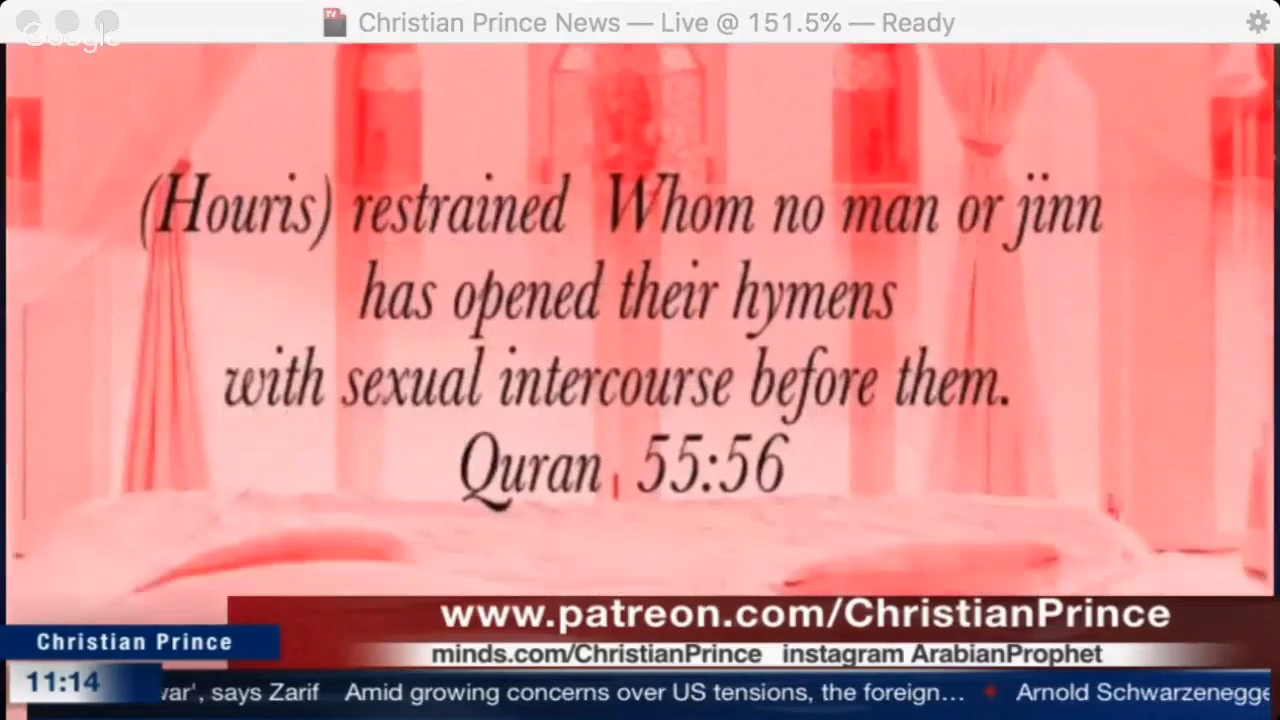 Christian Prince News — Live @ 151.5% — Ready
Google
(Houris) restrained Whom no man or jinn
has opened their hymens
with sexual intercourse before them.
Quran 55:56
www.patreon.com/ChristianPrince
Christian Prince
minds.com/ChristianPrince instagram ArabianProphet
11:14
var', says Zarif Amid growing concerns over US tensions, the foreign... Arnold Schwarzenegge